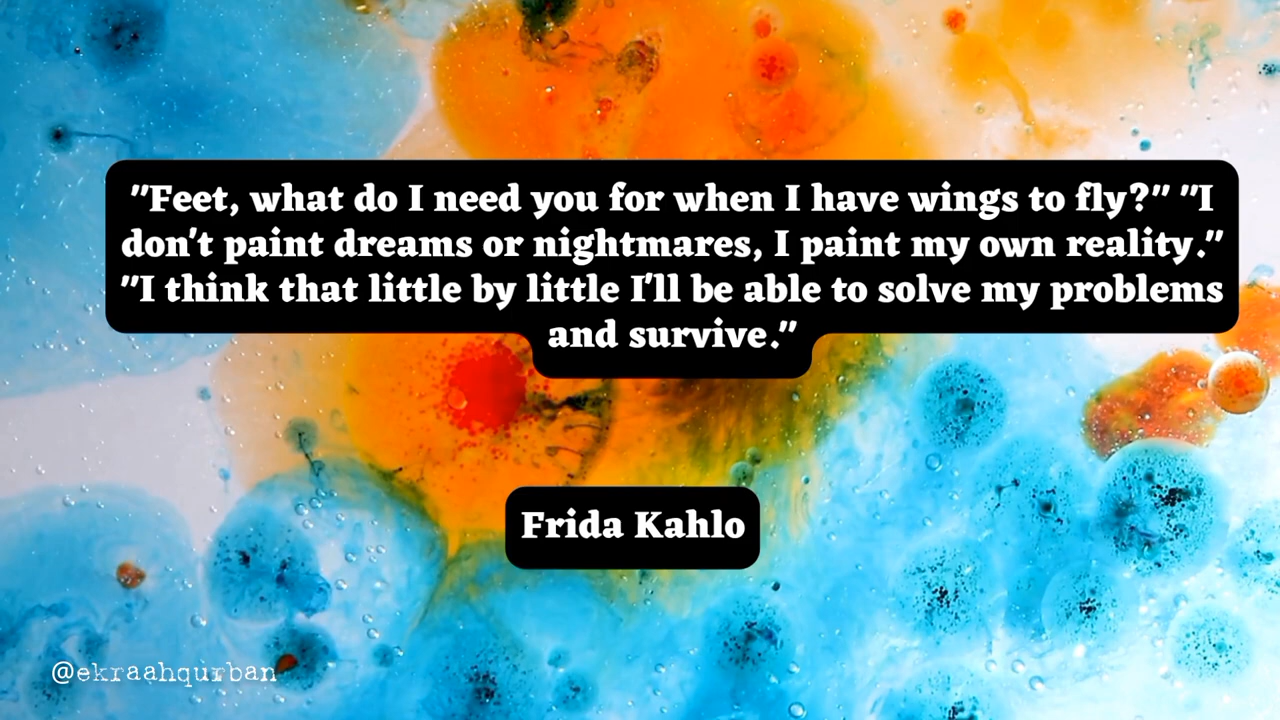 "Feet, what do I need you for when I have wings to fly?" "I
don't paint dreams or nightmares, I paint my own reality."
"I think that little by little I'll be able to solve my problems
and survive."
Frida Kahlo
@ekraahqurban